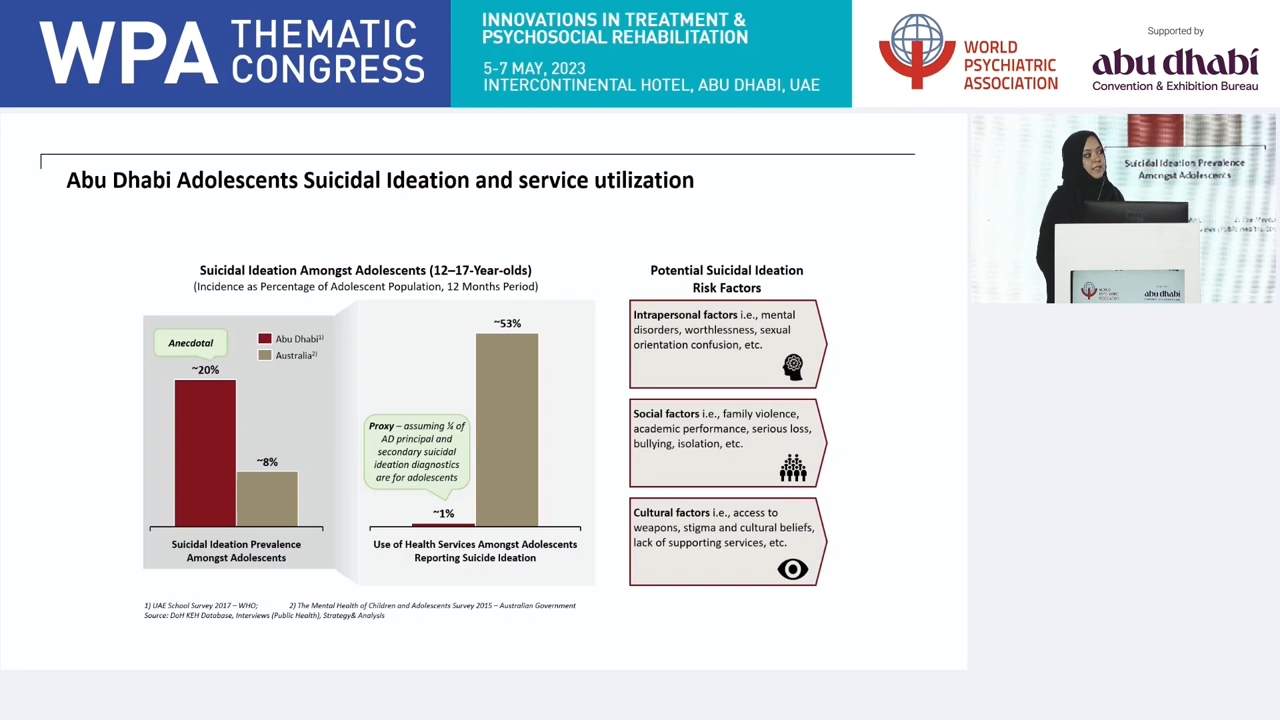 WPA THEMATIC CONGRESS
INNOVATIONS IN TREATMENT &
PSYCHOSOCIAL REHABILITATION
5-7 MAY, 2023
INTERCONTINENTAL HOTEL, ABU DHABI, UAE
WORLD
PSYCHIATRIC
ASSOCIATION
Supported by
abu dhabi
Convention & Exhibition Bureau
Abu Dhabi Adolescents Suicidal Ideation and service utilization
Suicidal Ideation Amongst Adolescents (12–17-Year-olds)
(Incidence as Percentage of Adolescent Population, 12 Months Period)
Anecdotal
Abu Dhabi1)
Australia2)
~20%
~8%
Suicidal Ideation Prevalence
Amongst Adolescents
~53%
Proxy – assuming ¼ of
AD principal and
secondary suicidal
ideation diagnostics
are for adolescents
~1%
Use of Health Services Amongst Adolescents
Reporting Suicide Ideation
Potential Suicidal Ideation
Risk Factors
Intrapersonal factors i.e., mental
disorders, worthlessness, sexual
orientation confusion, etc.
Social factors i.e., family violence,
academic performance, serious loss,
bullying, isolation, etc.
Cultural factors i.e., access to
weapons, stigma and cultural beliefs,
lack of supporting services, etc.
1) UAE School Survey 2017 – WHO; 2) The Mental Health of Children and Adolescents Survey 2015 – Australian Government
Source: DoH KEH Database, Interviews (Public Health), Strategy& Analysis
Suicidal Ideation Prevalence
Amongst Adolescents
WORLD
PSYCHIATRIC
ASSOCIATION
abu dhabi